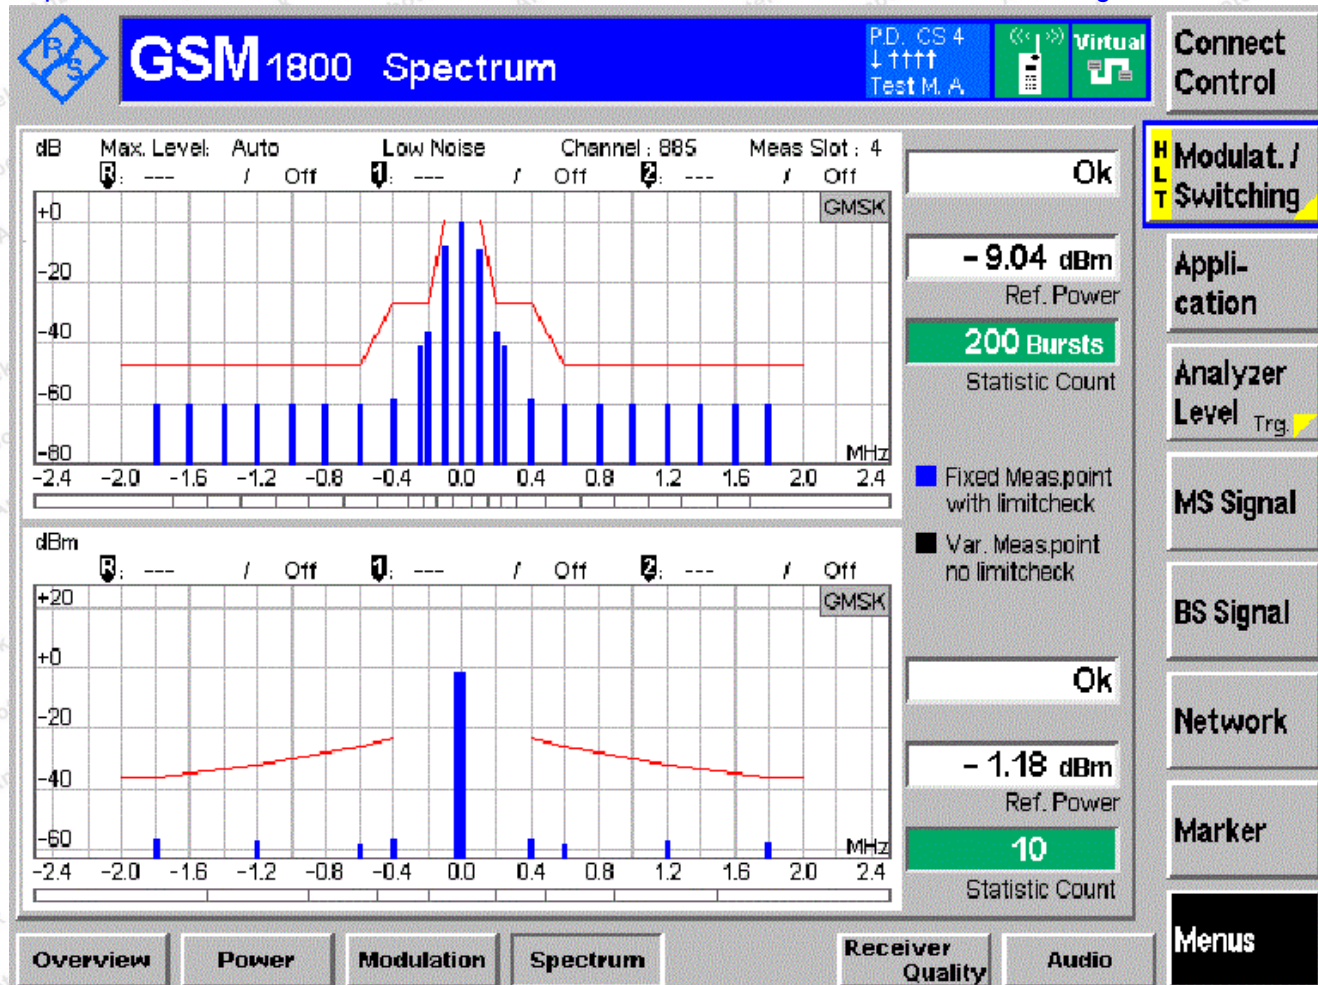 R/S
GSM 1800 Spectrum
P.D. CS 4
Test M. A
Virtual
Connect
Control
dB Max. Level: Auto Low Noise Channel : 885 Meas Slot : 4
R: --- / Off 1: --- / Off 2: --- / Off
GMSK
+0
-20
-40
-60
-80
MHz
-2.4 -2.0 -1.6 -1.2 -0.8 -0.4 0.0 0.4 0.8 1.2 1.6 2.0 2.4
Ok
- 9.04 dBm
Ref. Power
200 Bursts
Statistic Count
Fixed Meas.point
with limitcheck
Var. Meas.point
no limitcheck
dBm
R: --- / Off 1: --- / Off 2: --- / Off
GMSK
+20
+0
-20
-40
-60
MHz
-2.4 -2.0 -1.6 -1.2 -0.8 -0.4 0.0 0.4 0.8 1.2 1.6 2.0 2.4
Ok
- 1.18 dBm
Ref. Power
10
Statistic Count
HLT
Modulat. /
Switching
Appli-
cation
Analyzer
Level Trg.
MS Signal
BS Signal
Network
Marker
Menus
Overview Power Modulation Spectrum Receiver Quality Audio